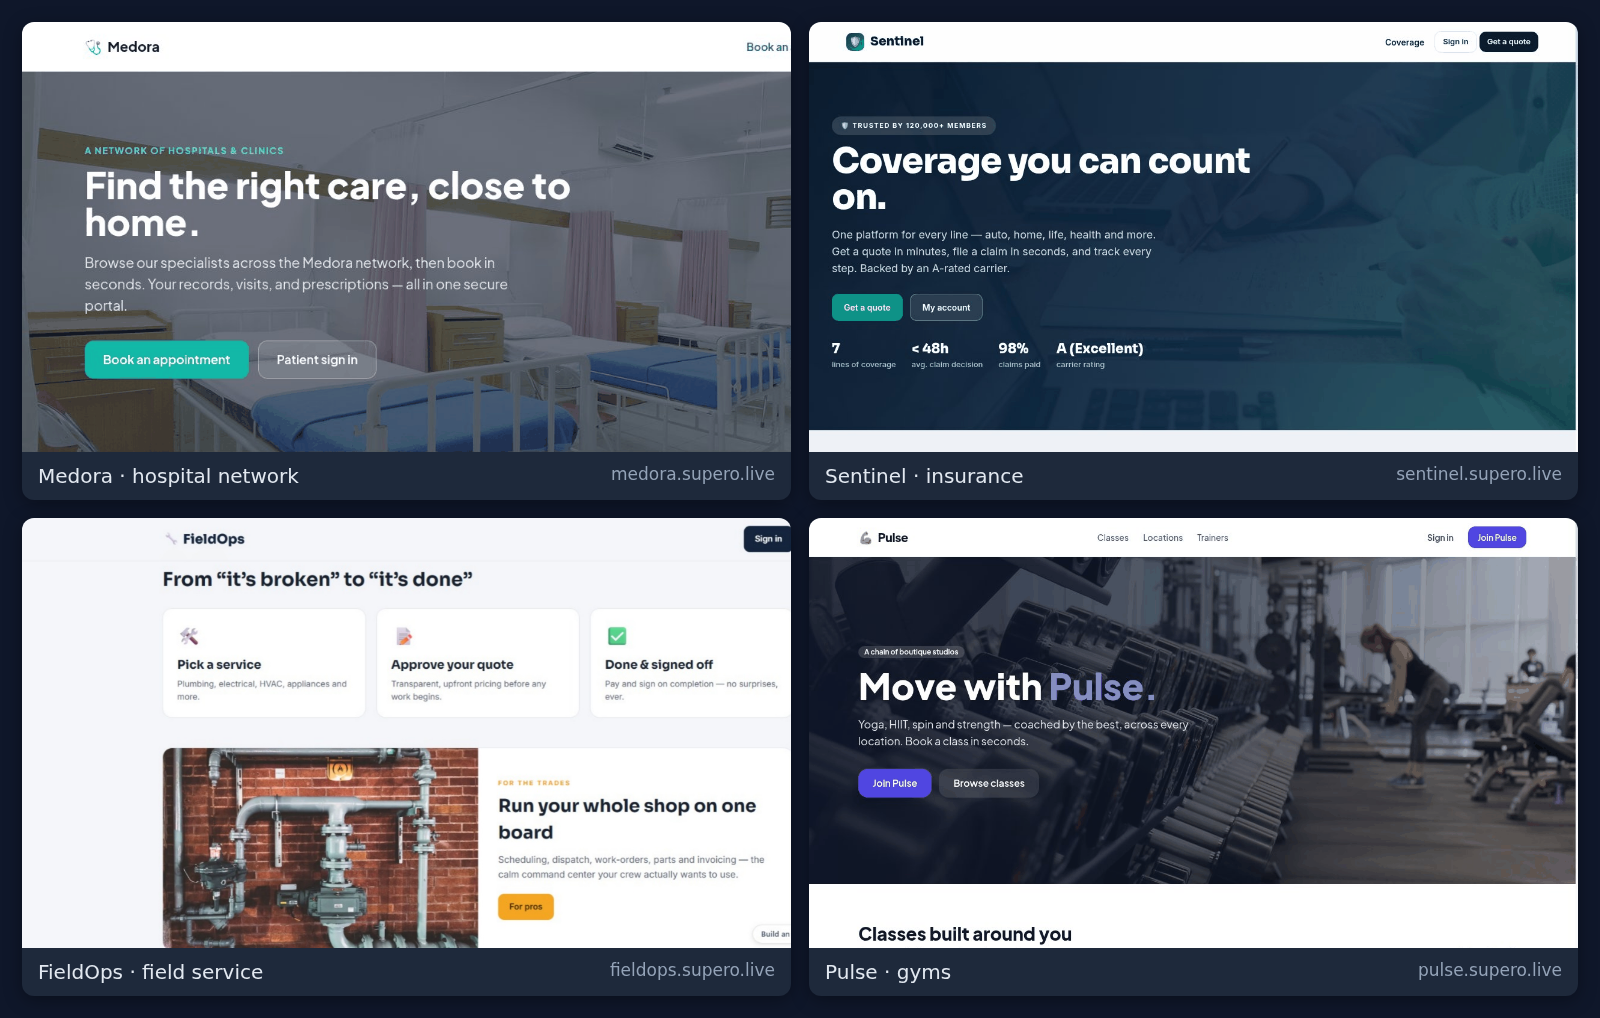 Medora
Book an
A NETWORK OF HOSPITALS & CLINICS
Find the right care, close to
home.
Browse our specialists across the Medora network, then book in
seconds. Your records, visits, and prescriptions — all in one secure
portal.
Book an appointment
Patient sign in
Medora · hospital network
medora.supero.live
Sentinel
Coverage
Sign in
Get a quote
TRUSTED BY 120,000+ MEMBERS
Coverage you can count
on.
One platform for every line — auto, home, life, health and more.
Get a quote in minutes, file a claim in seconds, and track every
step. Backed by an A-rated carrier.
Get a quote
My account
7
lines of coverage
< 48h
avg. claim decision
98%
claims paid
A (Excellent)
carrier rating
Sentinel · insurance
sentinel.supero.live
FieldOps
Sign in
From “it’s broken” to “it’s done”
Pick a service
Plumbing, electrical, HVAC, appliances and
more.
Approve your quote
Transparent, upfront pricing before any
work begins.
Done & signed off
Pay and sign on completion — no surprises,
ever.
FOR THE TRADES
Run your whole shop on one
board
Scheduling, dispatch, work-orders, parts and invoicing — the
calm command center your crew actually wants to use.
For pros
Build an
FieldOps · field service
fieldops.supero.live
Pulse
Classes
Locations
Trainers
Sign in
Join Pulse
A chain of boutique studios
Move with Pulse.
Yoga, HIIT, spin and strength — coached by the best, across every
location. Book a class in seconds.
Join Pulse
Browse classes
Classes built around you
Pulse · gyms
pulse.supero.live